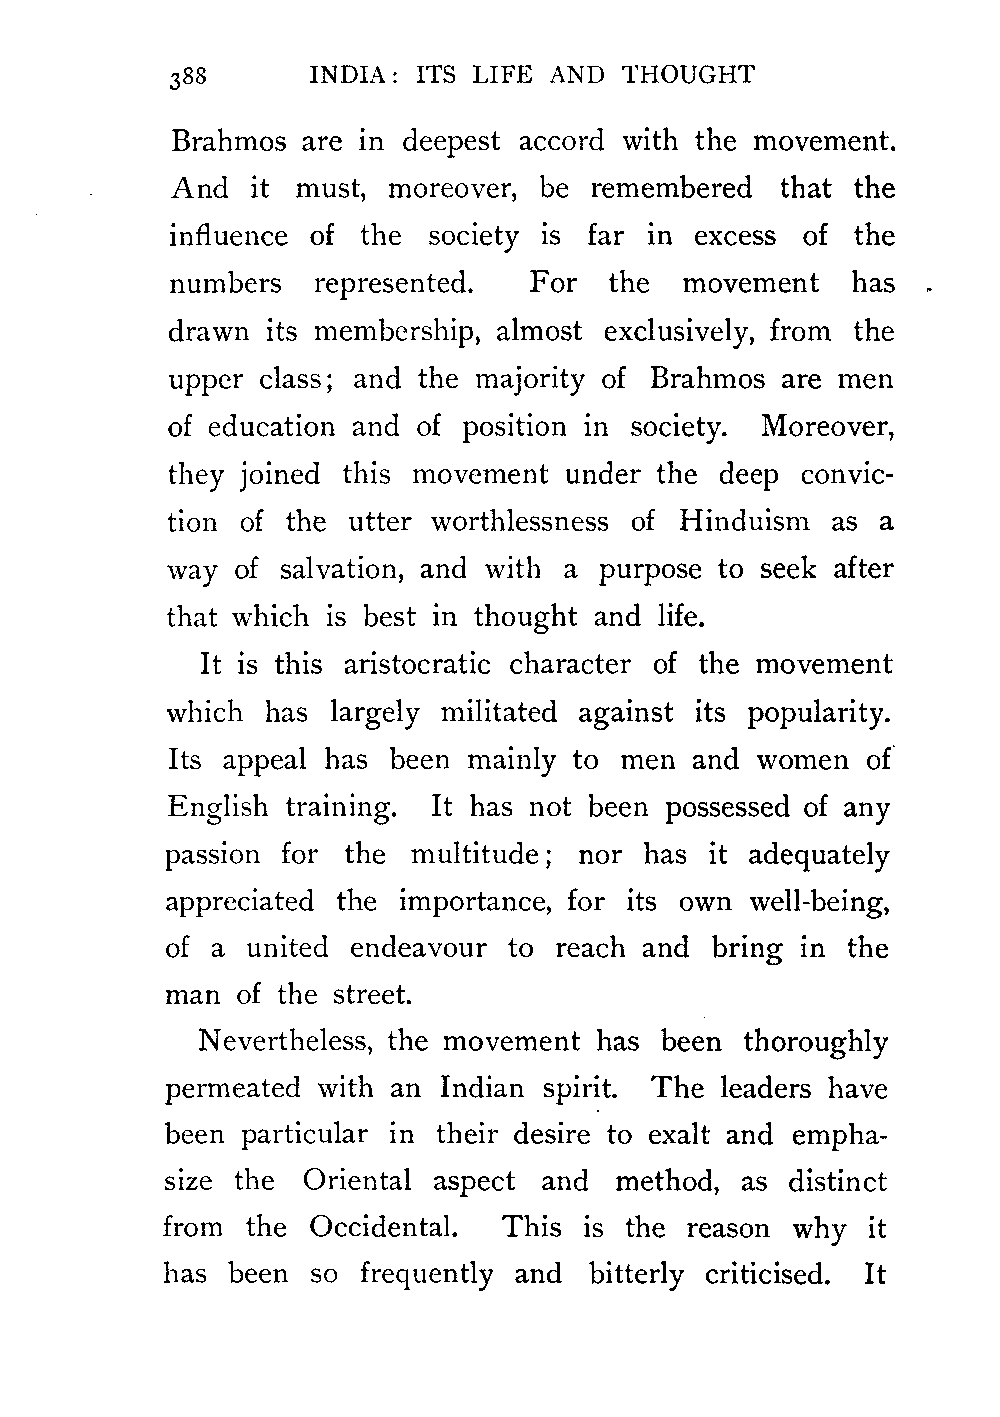 388 INDIA: ITS LIFE AND THOUGHT
Brahmos are in deepest accord with the movement.
And it must, moreover, be remembered that the
influence of the society is far in excess of the
numbers represented. For the movement has
drawn its membership, almost exclusively, from the
upper class; and the majority of Brahmos are men
of education and of position in society. Moreover,
they joined this movement under the deep convic-
tion of the utter worthlessness of Hinduism as a
way of salvation, and with a purpose to seek after
that which is best in thought and life.
It is this aristocratic character of the movement
which has largely militated against its popularity.
Its appeal has been mainly to men and women of
English training. It has not been possessed of any
passion for the multitude; nor has it adequately
appreciated the importance, for its own well-being,
of a united endeavour to reach and bring in the
man of the street.
Nevertheless, the movement has been thoroughly
permeated with an Indian spirit. The leaders have
been particular in their desire to exalt and empha-
size the Oriental aspect and method, as distinct
from the Occidental. This is the reason why it
has been so frequently and bitterly criticised. It